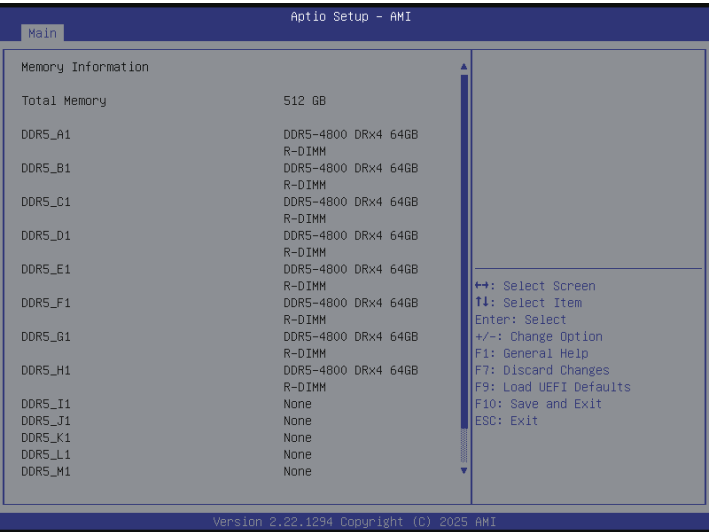 Aptio Setup – AMI
Main
Memory Information
Total Memory 512 GB
DDR5_A1 DDR5-4800 DRx4 64GB
R-DIMM
DDR5_B1 DDR5-4800 DRx4 64GB
R-DIMM
DDR5_C1 DDR5-4800 DRx4 64GB
R-DIMM
DDR5_D1 DDR5-4800 DRx4 64GB
R-DIMM
DDR5_E1 DDR5-4800 DRx4 64GB
R-DIMM
DDR5_F1 DDR5-4800 DRx4 64GB
R-DIMM
DDR5_G1 DDR5-4800 DRx4 64GB
R-DIMM
DDR5_H1 DDR5-4800 DRx4 64GB
R-DIMM
DDR5_I1 None
DDR5_J1 None
DDR5_K1 None
DDR5_L1 None
DDR5_M1 None
↔: Select Screen
↑↓: Select Item
Enter: Select
+/-: Change Option
F1: General Help
F7: Discard Changes
F9: Load UEFI Defaults
F10: Save and Exit
ESC: Exit
Version 2.22.1294 Copyright (C) 2025 AMI